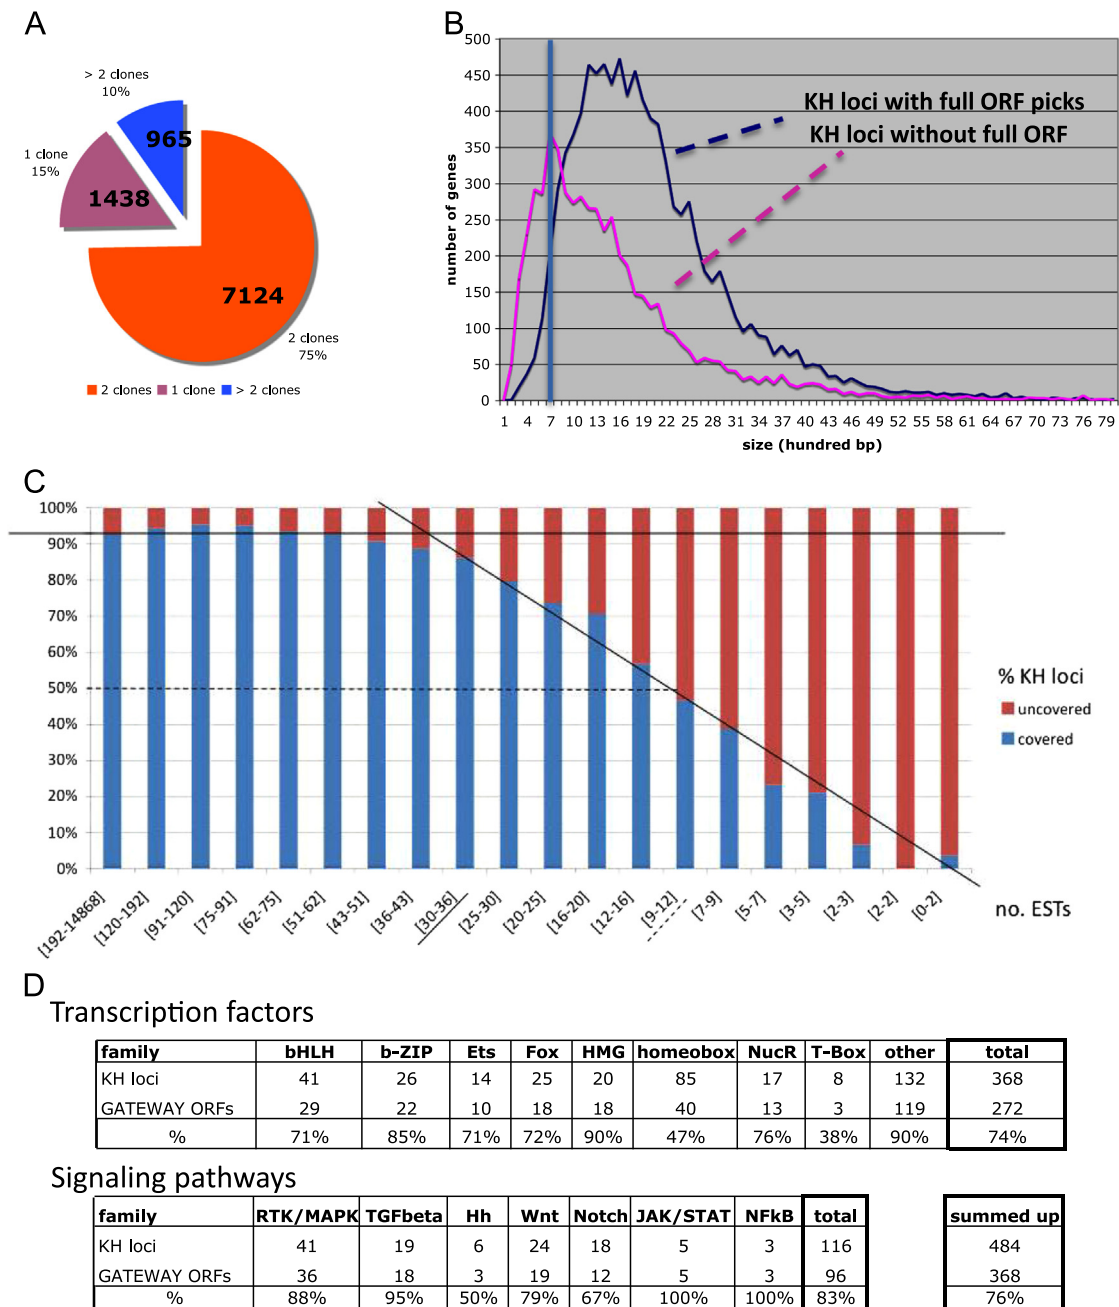 A
> 2 clones
10%
965
1 clone
15%
1438
7124
2 clones
75%
2 clones 1 clone > 2 clones
B
number of genes
500
450
400
350
300
250
200
150
100
50
0
KH loci with full ORF picks
KH loci without full ORF
1 4 7 10 13 16 19 22 25 28 31 34 37 40 43 46 49 52 55 58 61 64 67 70 73 76 79
size (hundred bp)
C
100%
90%
80%
70%
60%
50%
40%
30%
20%
10%
0%
% KH loci
uncovered
covered
[192-14868] [120-192] [91-120] [75-91] [62-75] [51-62] [43-51] [36-43] [30-36] [25-30] [20-25] [16-20] [12-16] [9-12] [7-9] [5-7] [3-5] [2-3] [2-2] [0-2]
no. ESTs
D
Transcription factors
family bHLH b-ZIP Ets Fox HMG homeobox NucR T-Box other total
KH loci 41 26 14 25 20 85 17 8 132 368
GATEWAY ORFs 29 22 10 18 18 40 13 3 119 272
% 71% 85% 71% 72% 90% 47% 76% 38% 90% 74%
Signaling pathways
family RTK/MAPK TGFbeta Hh Wnt Notch JAK/STAT NFkB total summed up
KH loci 41 19 6 24 18 5 3 116 484
GATEWAY ORFs 36 18 3 19 12 5 3 96 368
% 88% 95% 50% 79% 67% 100% 100% 83% 76%